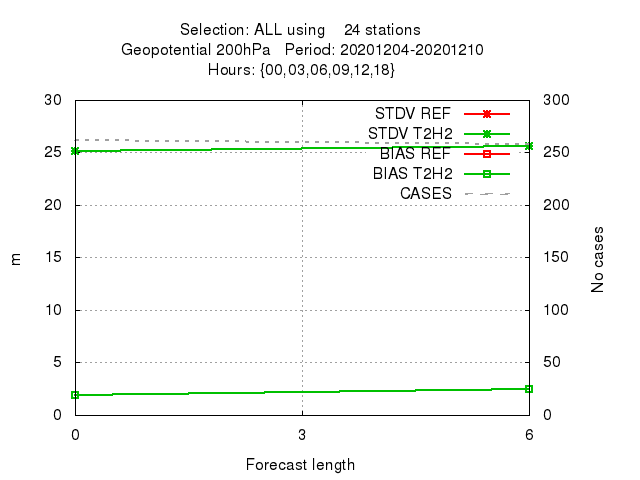 Selection: ALL using    24 stations
Geopotential 200hPa   Period: 20201204-20201210
Hours: {00,03,06,09,12,18}
30 300
STDV REF
STDV T2H2
25 250
BIAS REF
BIAS T2H2
CASES
20 200
15 150
m
No cases
10 100
5 50
0 0
0 3 6
Forecast length